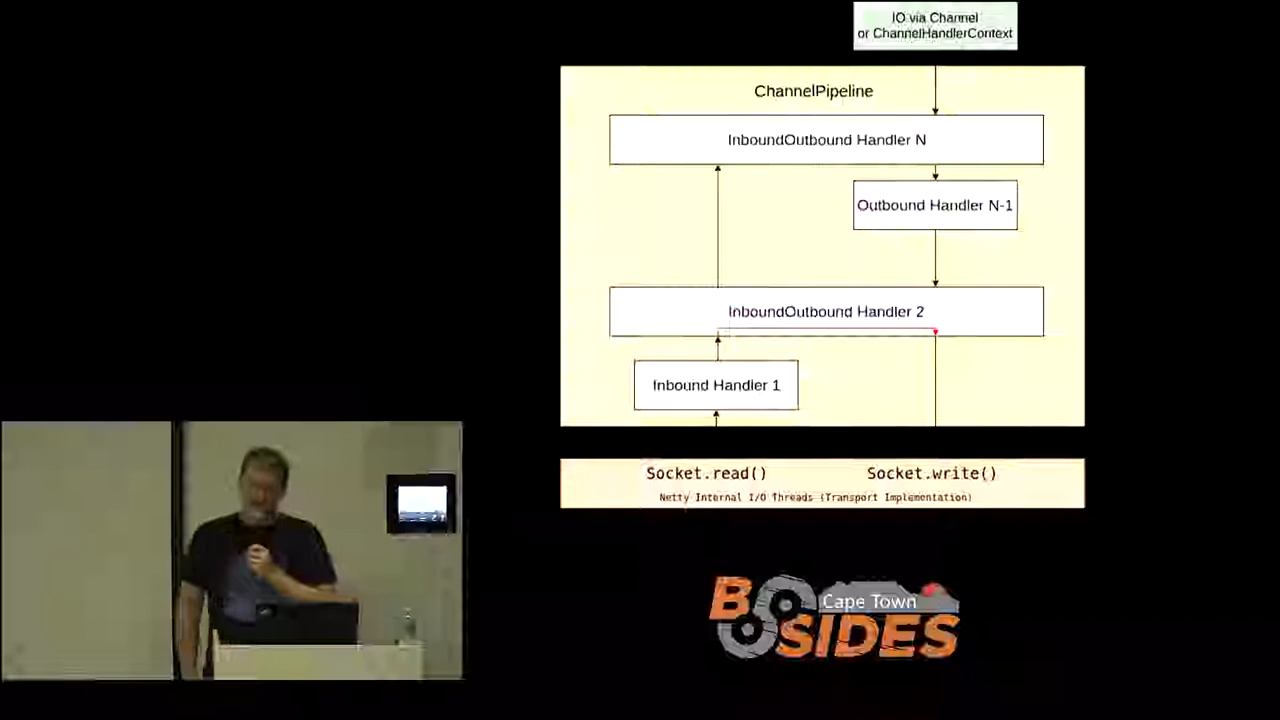 IO via Channel
or ChannelHandlerContext
ChannelPipeline
InboundOutbound Handler N
Outbound Handler N-1
InboundOutbound Handler 2
Inbound Handler 1
Socket.read()
Socket.write()
Netty Internal I/O Threads (Transport Implementation)
BSIDES
Cape Town